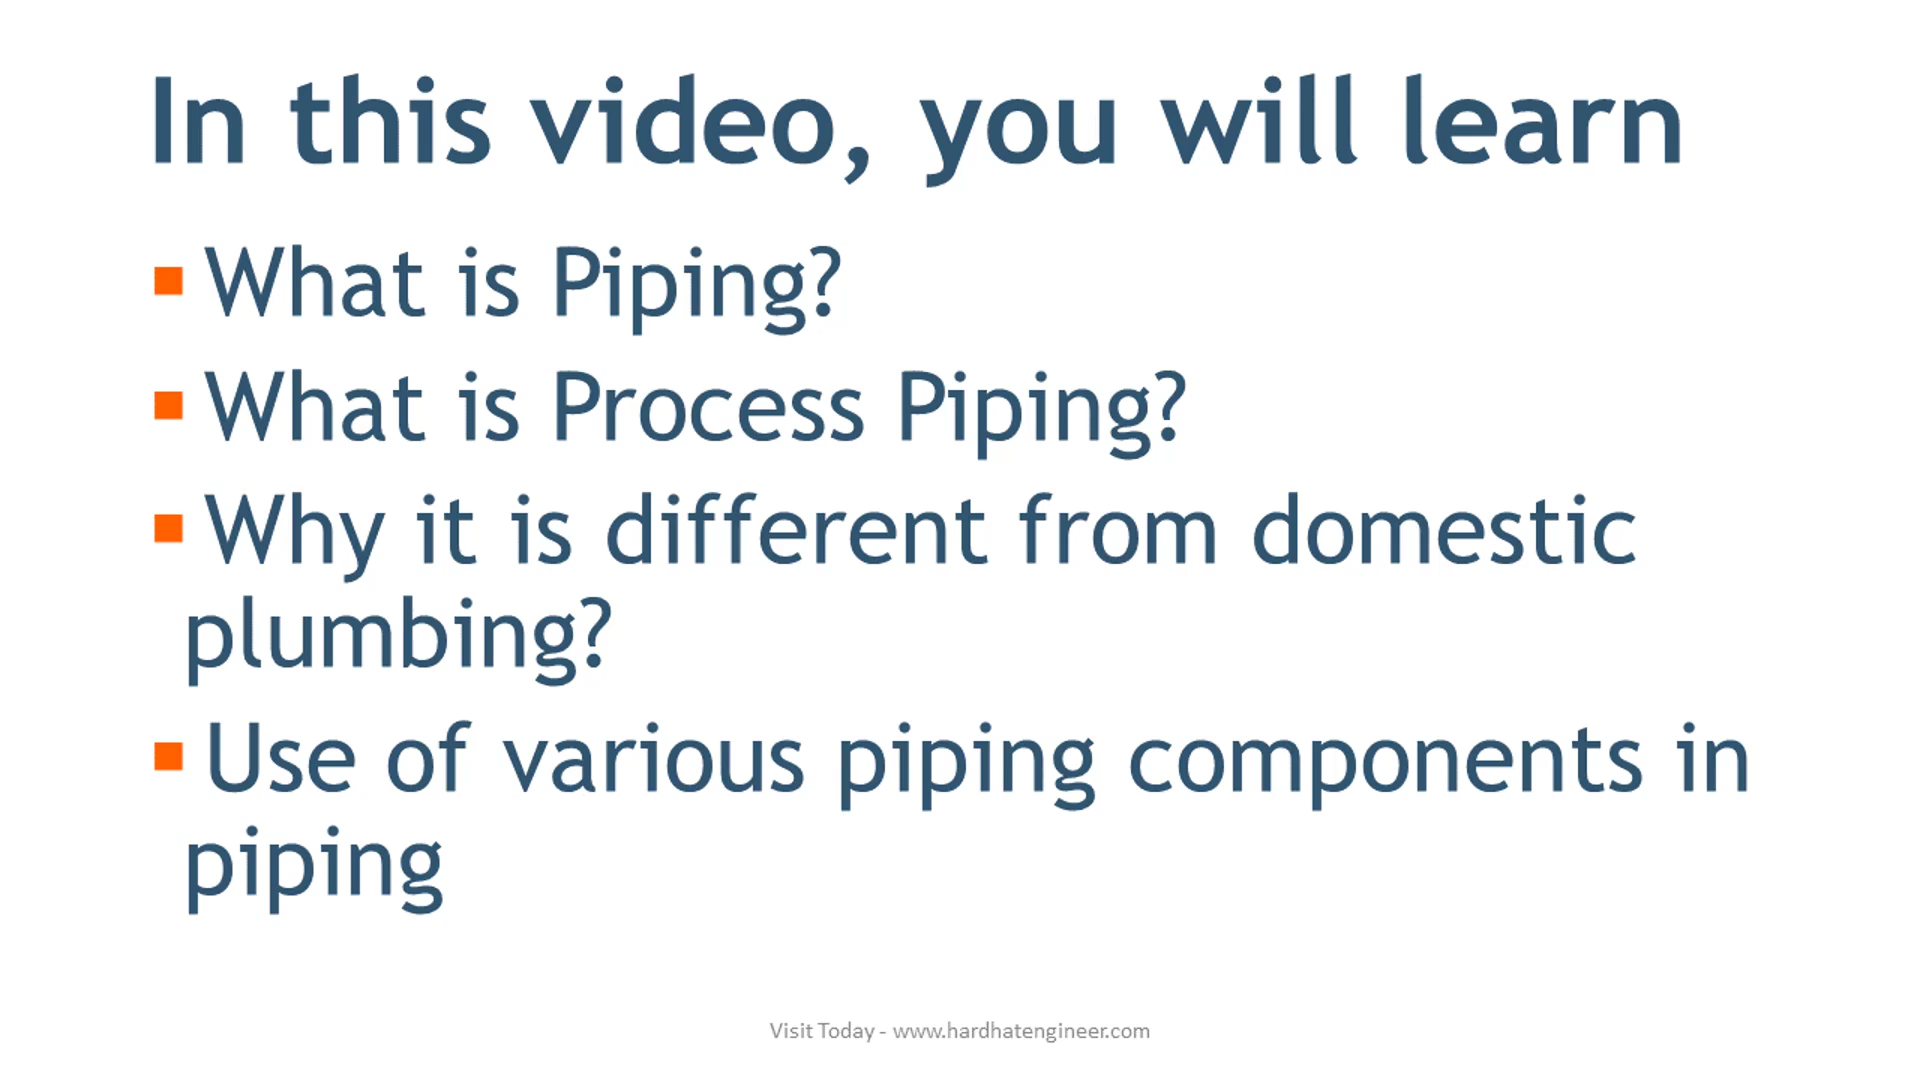 In this video, you will learn
What is Piping?
What is Process Piping?
Why it is different from domestic
plumbing?
Use of various piping components in
piping
Visit Today - www.hardhatengineer.com